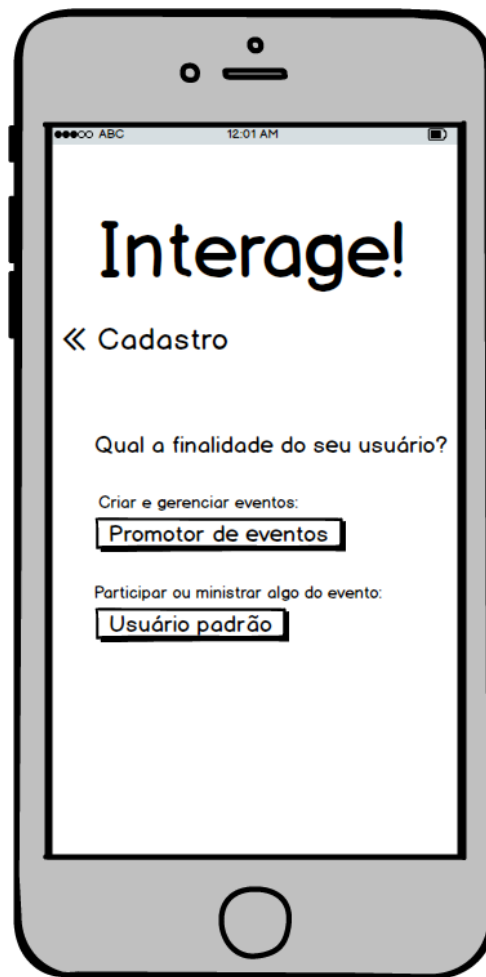 ABC 12:01 AM
Interage!
Cadastro
Qual a finalidade do seu usuário?
Criar e gerenciar eventos:
Promotor de eventos
Participar ou ministrar algo do evento:
Usuário padrão